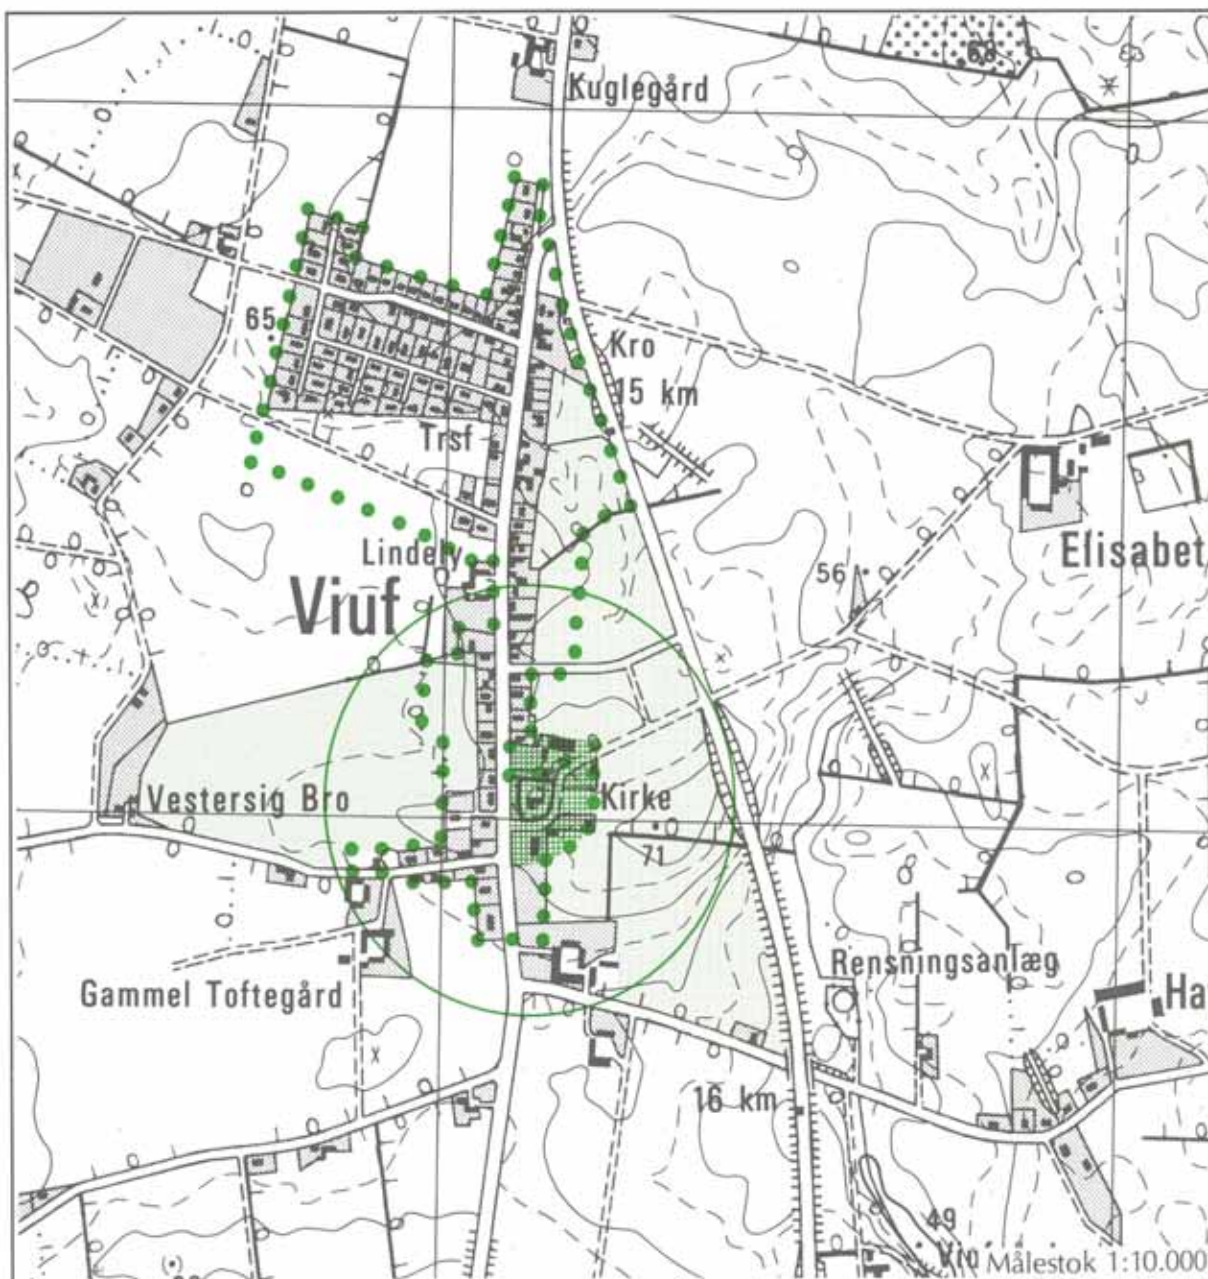 68
Kuglegård
65
Kro
15 km
Trsf
Elisabet
Lindely
56
Viuf
Vestersig Bro
Kirke
71
Rensningsanlæg
Gammel Toftegård
Ha
16 km
49
Målestok 1:10.000